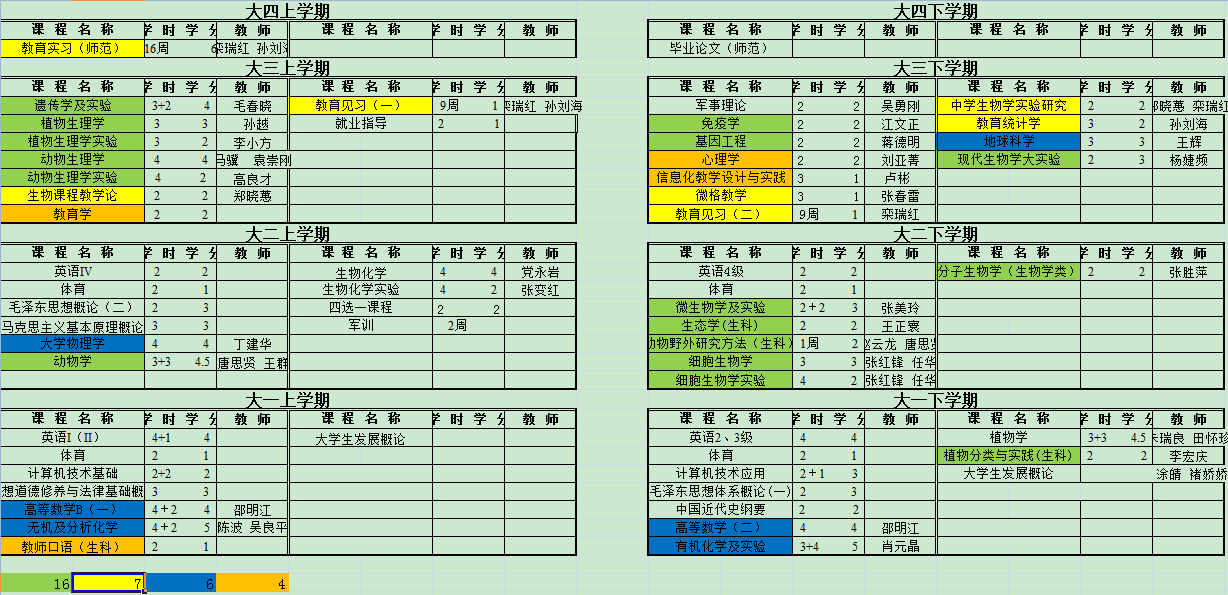 大四上学期 大四下学期
课 程 名 称 学 时 学 分 教 师 课 程 名 称 学 时 学 分 教 师 课 程 名 称 学 时 学 分 教 师 课 程 名 称 学 时 学 分 教 师
教育实习（师范） 16周 6 栾瑞红 孙刘海 毕业论文（师范）
大三上学期 大三下学期
课 程 名 称 学 时 学 分 教 师 课 程 名 称 学 时 学 分 教 师 课 程 名 称 学 时 学 分 教 师 课 程 名 称 学 时 学 分 教 师
遗传学及实验 3+2 4 毛春晓 教育见习（一） 9周 1 栾瑞红 孙刘海 军事理论 2 2 吴勇刚 中学生物学实验研究 2 2 郑晓蕙 栾瑞红
植物生理学 3 3 孙越 就业指导 2 1 免疫学 2 2 江文正 教育统计学 3 2 孙刘海
植物生理学实验 3 2 李小方 基因工程 2 2 蒋德明 地球科学 3 3 王辉
动物生理学 4 4 马骥 袁崇刚 心理学 2 2 刘亚菁 现代生物学大实验 2 3 杨婕频
动物生理学实验 4 2 高良才 信息化教学设计与实践 3 1 卢彬
生物课程教学论 2 2 郑晓蕙 微格教学 3 1 张春雷
教育学 2 2 教育见习（二） 9周 1 栾瑞红
大二上学期 大二下学期
课 程 名 称 学 时 学 分 教 师 课 程 名 称 学 时 学 分 教 师 课 程 名 称 学 时 学 分 教 师 课 程 名 称 学 时 学 分 教 师
英语IV 2 2 生物化学 4 4 党永岩 英语4级 2 2 分子生物学（生物学类） 2 2 张胜萍
体育 2 1 生物化学实验 4 2 张变红 体育 2 1
毛泽东思想概论（二） 2 3 四选一课程 2 2 微生物学及实验 2+2 3 张美玲
马克思主义基本原理概论 3 3 军训 2周 生态学(生科) 2 2 王正寰
大学物理学 4 4 丁建华 动物野外研究方法（生科） 1周 2 云龙 唐思贤
动物学 3+3 4.5 唐思贤 王群 细胞生物学 3 3 张红锋 任华
细胞生物学实验 4 2 张红锋 任华
大一上学期 大一下学期
课 程 名 称 学 时 学 分 教 师 课 程 名 称 学 时 学 分 教 师 课 程 名 称 学 时 学 分 教 师 课 程 名 称 学 时 学 分 教 师
英语I（II） 4+1 4 大学生发展概论 英语2、3级 4 4 植物学 3+3 4.5 瑞良 田怀珍
体育 2 1 体育 2 1 植物分类与实践(生科) 2 2 李宏庆
计算机技术基础 2+2 2 计算机技术应用 2+1 3 大学生发展概论 涂皘 褚娇娇
想道德修养与法律基础概 3 3 毛泽东思想体系概论(一) 2 3
高等数学B（一） 4+2 4 邵明江 中国近代史纲要 2 2
无机及分析化学 4+2 5 陈波 吴良平 高等数学（二） 4 4 邵明江
教师口语（生科） 2 1 有机化学及实验 3+4 5 肖元晶
16 7 6 4